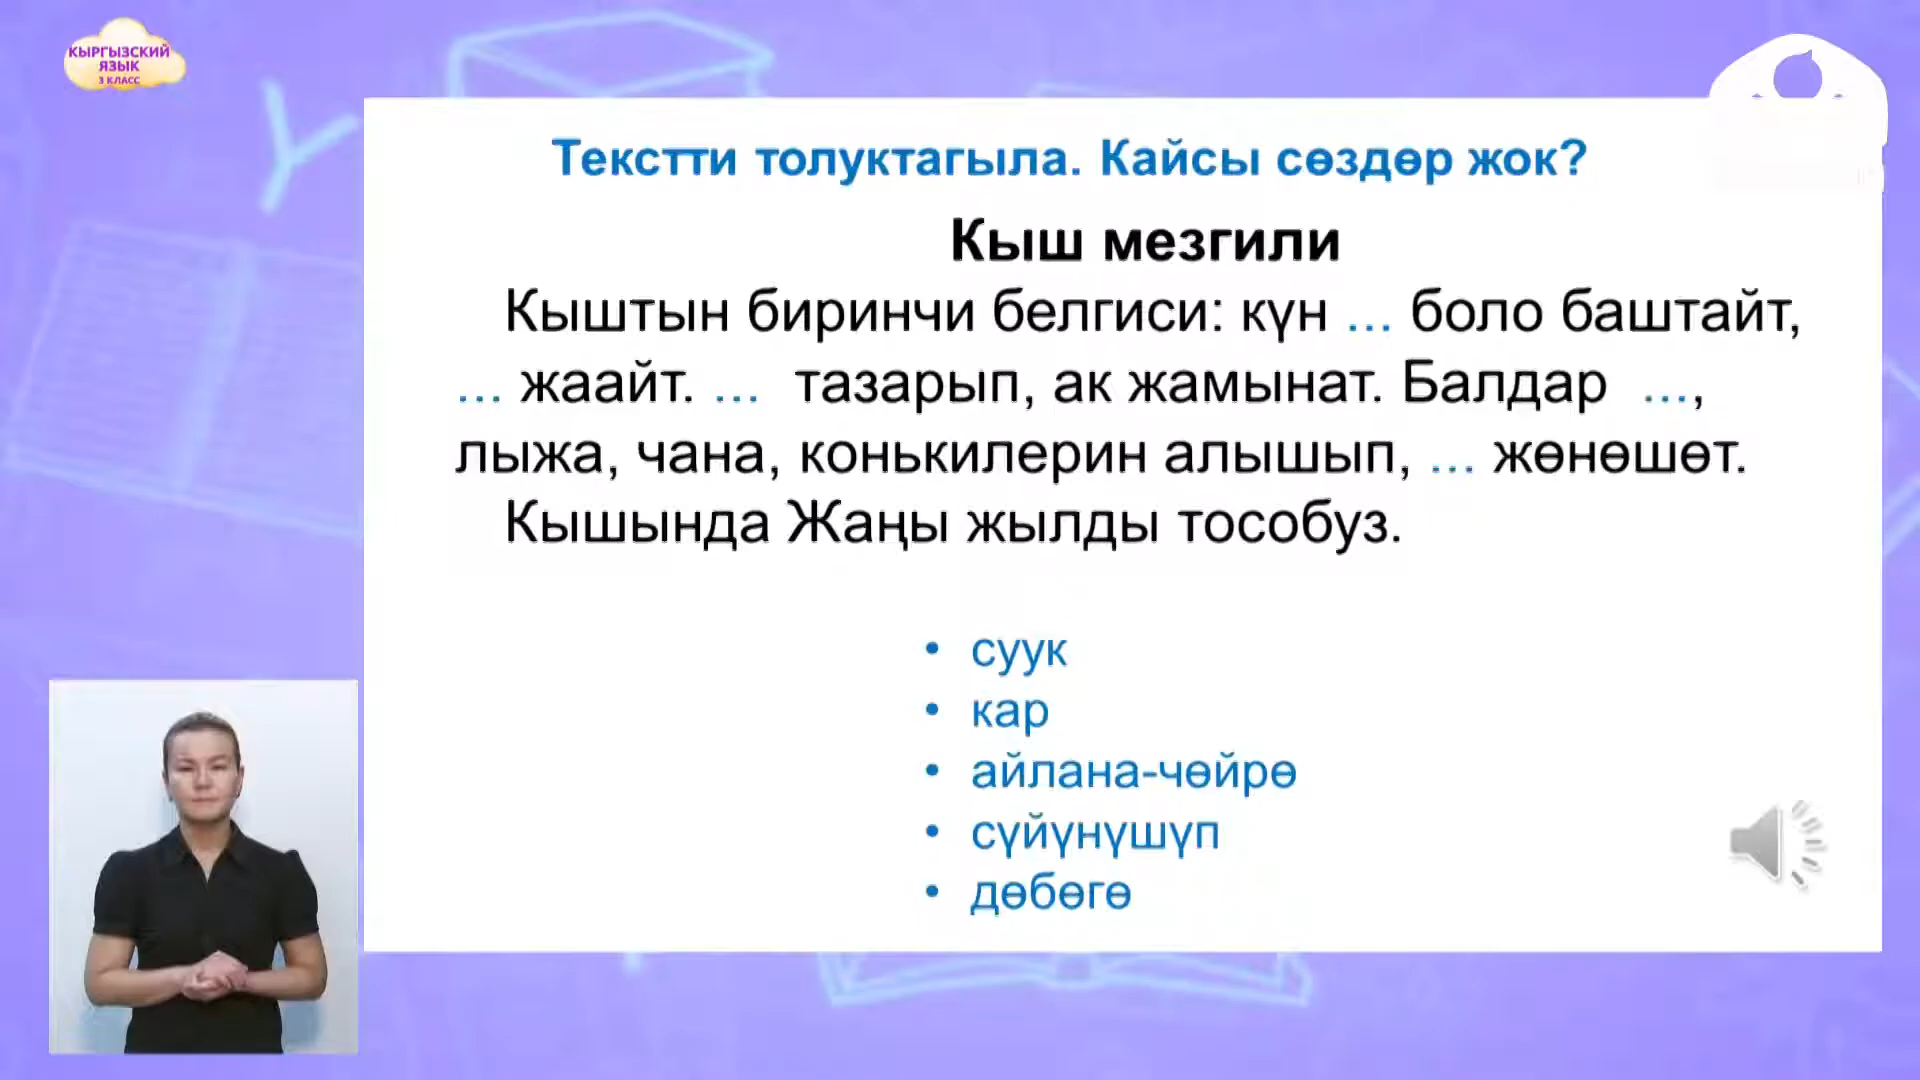 КЫРГЫЗСКИЙ
ЯЗЫК
3 КЛАСС
Текстти толуктагыла. Кайсы сөздөр жок?
Кыш мезгили
Кыштын биринчи белгиси: күн ... боло баштайт,
... жаайт. ... тазарып, ак жамынат. Балдар ...,
лыжа, чана, конькилерин алышып, ... жөнөшөт.
Кышында Жаңы жылды тособуз.
• суук
• кар
• айлана-чөйрө
• сүйүнүшүп
• дөбөгө